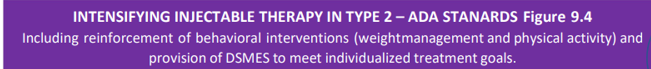 INTENSIFYING INJECTABLE THERAPY IN TYPE 2 – ADA STANARDS Figure 9.4
Including reinforcement of behavioral interventions (weightmanagement and physical activity) and
provision of DSMES to meet individualized treatment goals.